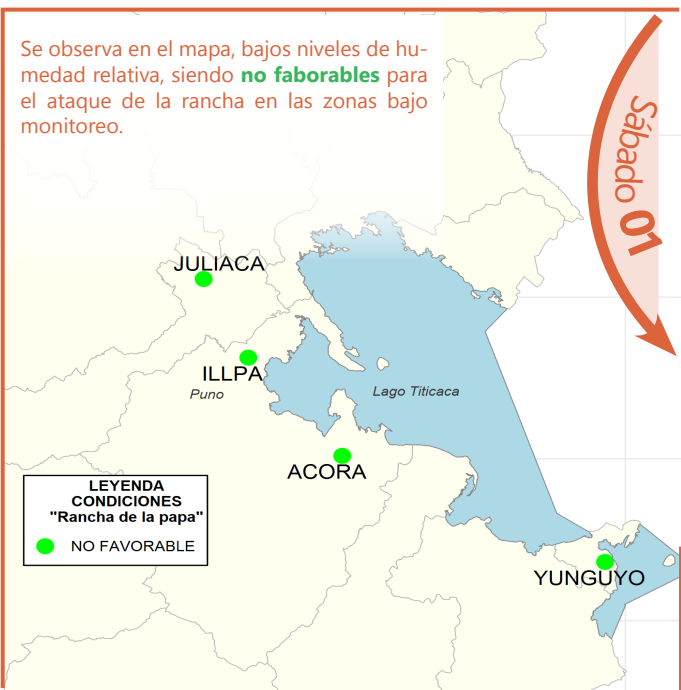 Se observa en el mapa, bajos niveles de hu-
medad relativa, siendo no faborables para
el ataque de la rancha en las zonas bajo
monitoreo.
Sábado 01
JULIACA
ILLPA
Puno
Lago Titicaca
ACORA
LEYENDA
CONDICIONES
"Rancha de la papa"
NO FAVORABLE
YUNGUYO